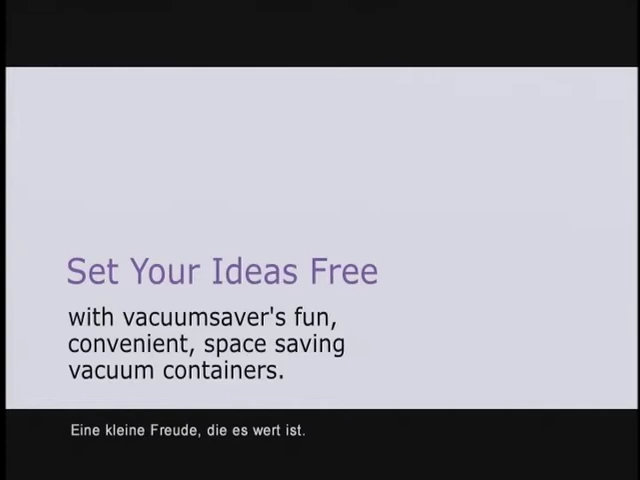 Set Your Ideas Free
with vacuumsaver's fun,
convenient, space saving
vacuum containers.
Eine kleine Freude, die es wert ist.